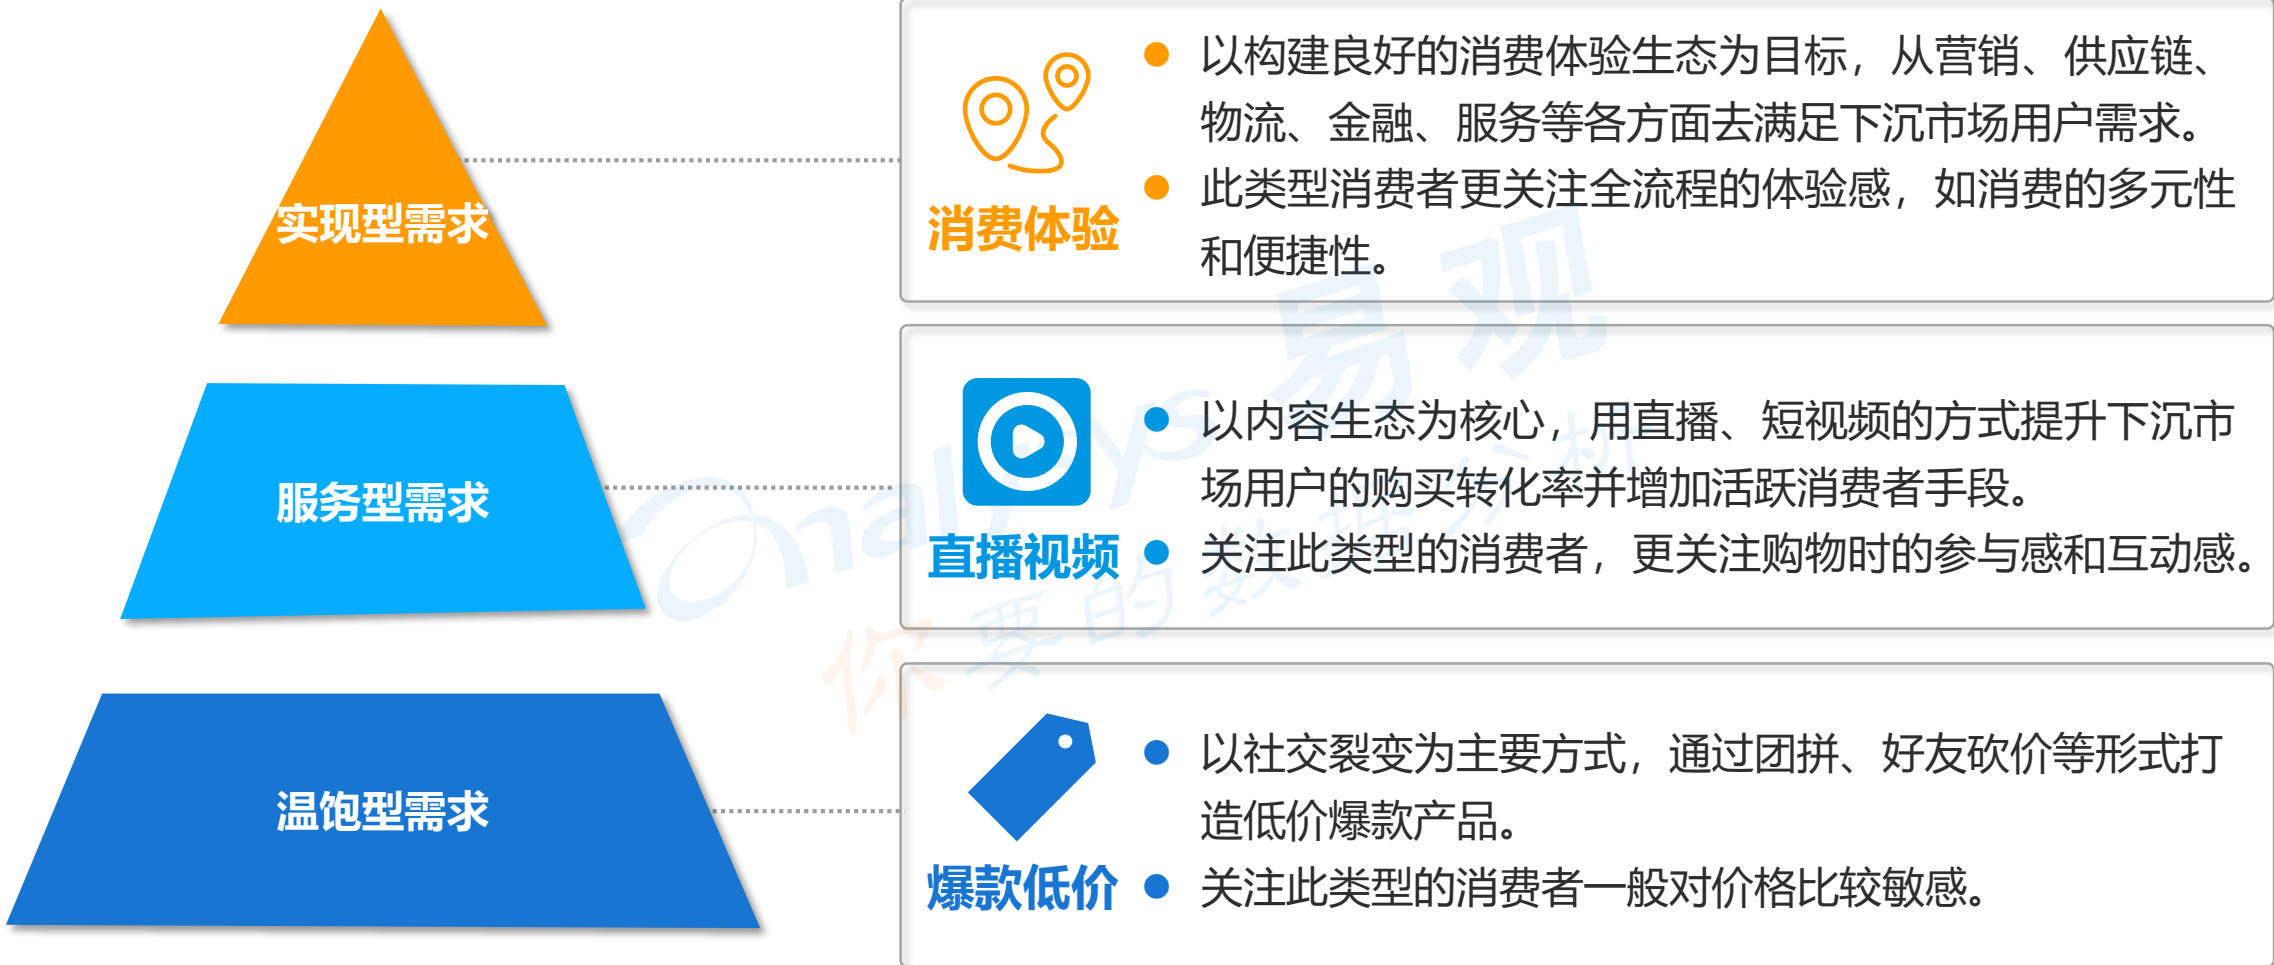 实现型需求
消费体验
以构建良好的消费体验生态为目标，从营销、供应链、
物流、金融、服务等各方面去满足下沉市场用户需求。
此类型消费者更关注全流程的体验感，如消费的多元性
和便捷性。
服务型需求
直播视频
以内容生态为核心，用直播、短视频的方式提升下沉市
场用户的购买转化率并增加活跃消费者手段。
关注此类型的消费者，更关注购物时的参与感和互动感。
温饱型需求
爆款低价
以社交裂变为主要方式，通过团拼、好友砍价等形式打
造低价爆款产品。
关注此类型的消费者一般对价格比较敏感。
analysys 易观
你要的数据分析